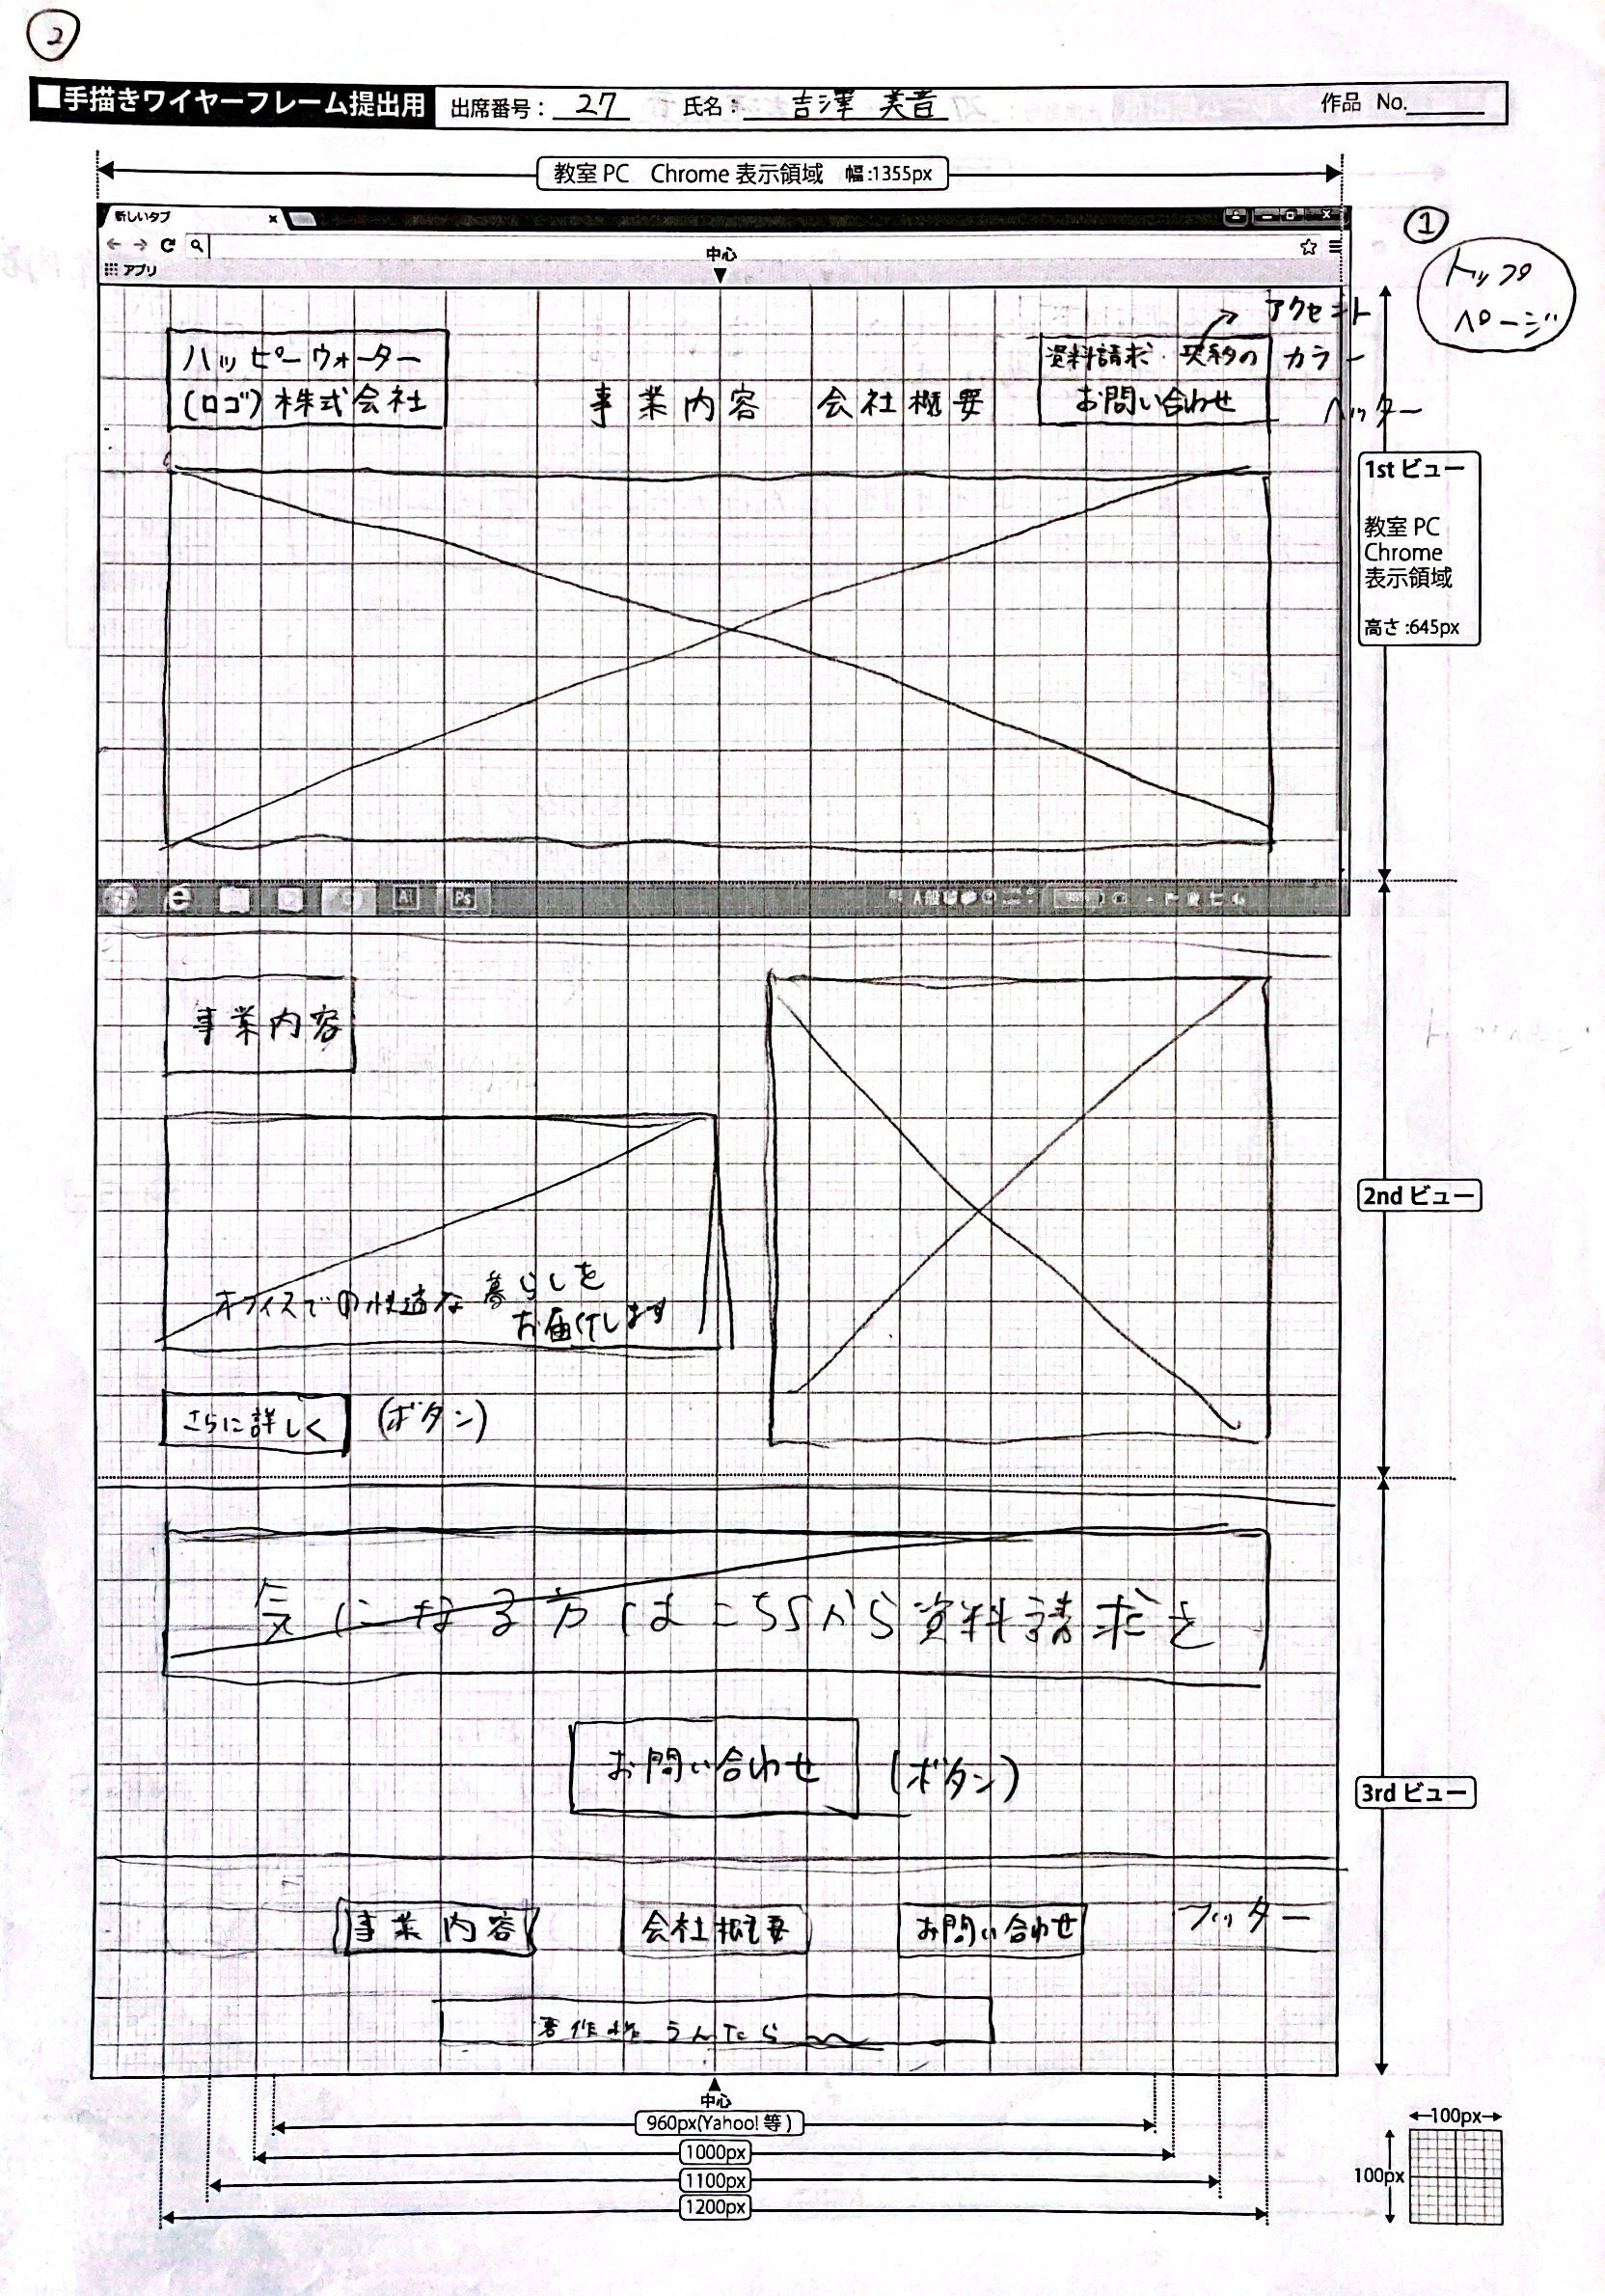 2
■手描きワイヤーフレーム提出用 出席番号： 27 氏名： 吉澤 美音 作品 No.
教室 PC Chrome 表示領域 幅：1355px
新しいタブ ×
アプリ
中心
①
トップ
ページ
アクセント
カラー
ヘッター
ハッピーウォーター
(ロゴ) 株式会社
事業内容 会社概要
資料請求・契約の
お問い合わせ
1st ビュー
教室 PC
Chrome
表示領域
高さ：645px
Ai Ps
A 般
98%
事業内容
オフィスでの快適な暮らしを
お届けします
さらに詳しく (ボタン)
2nd ビュー
気になる方はこちらから資料請求を
お問い合わせ (ボタン)
3rd ビュー
事業内容 会社概要 お問い合わせ フッター
著作権うんたら
中心
960px(Yahoo! 等)
1000px
1100px
1200px
100px
100px